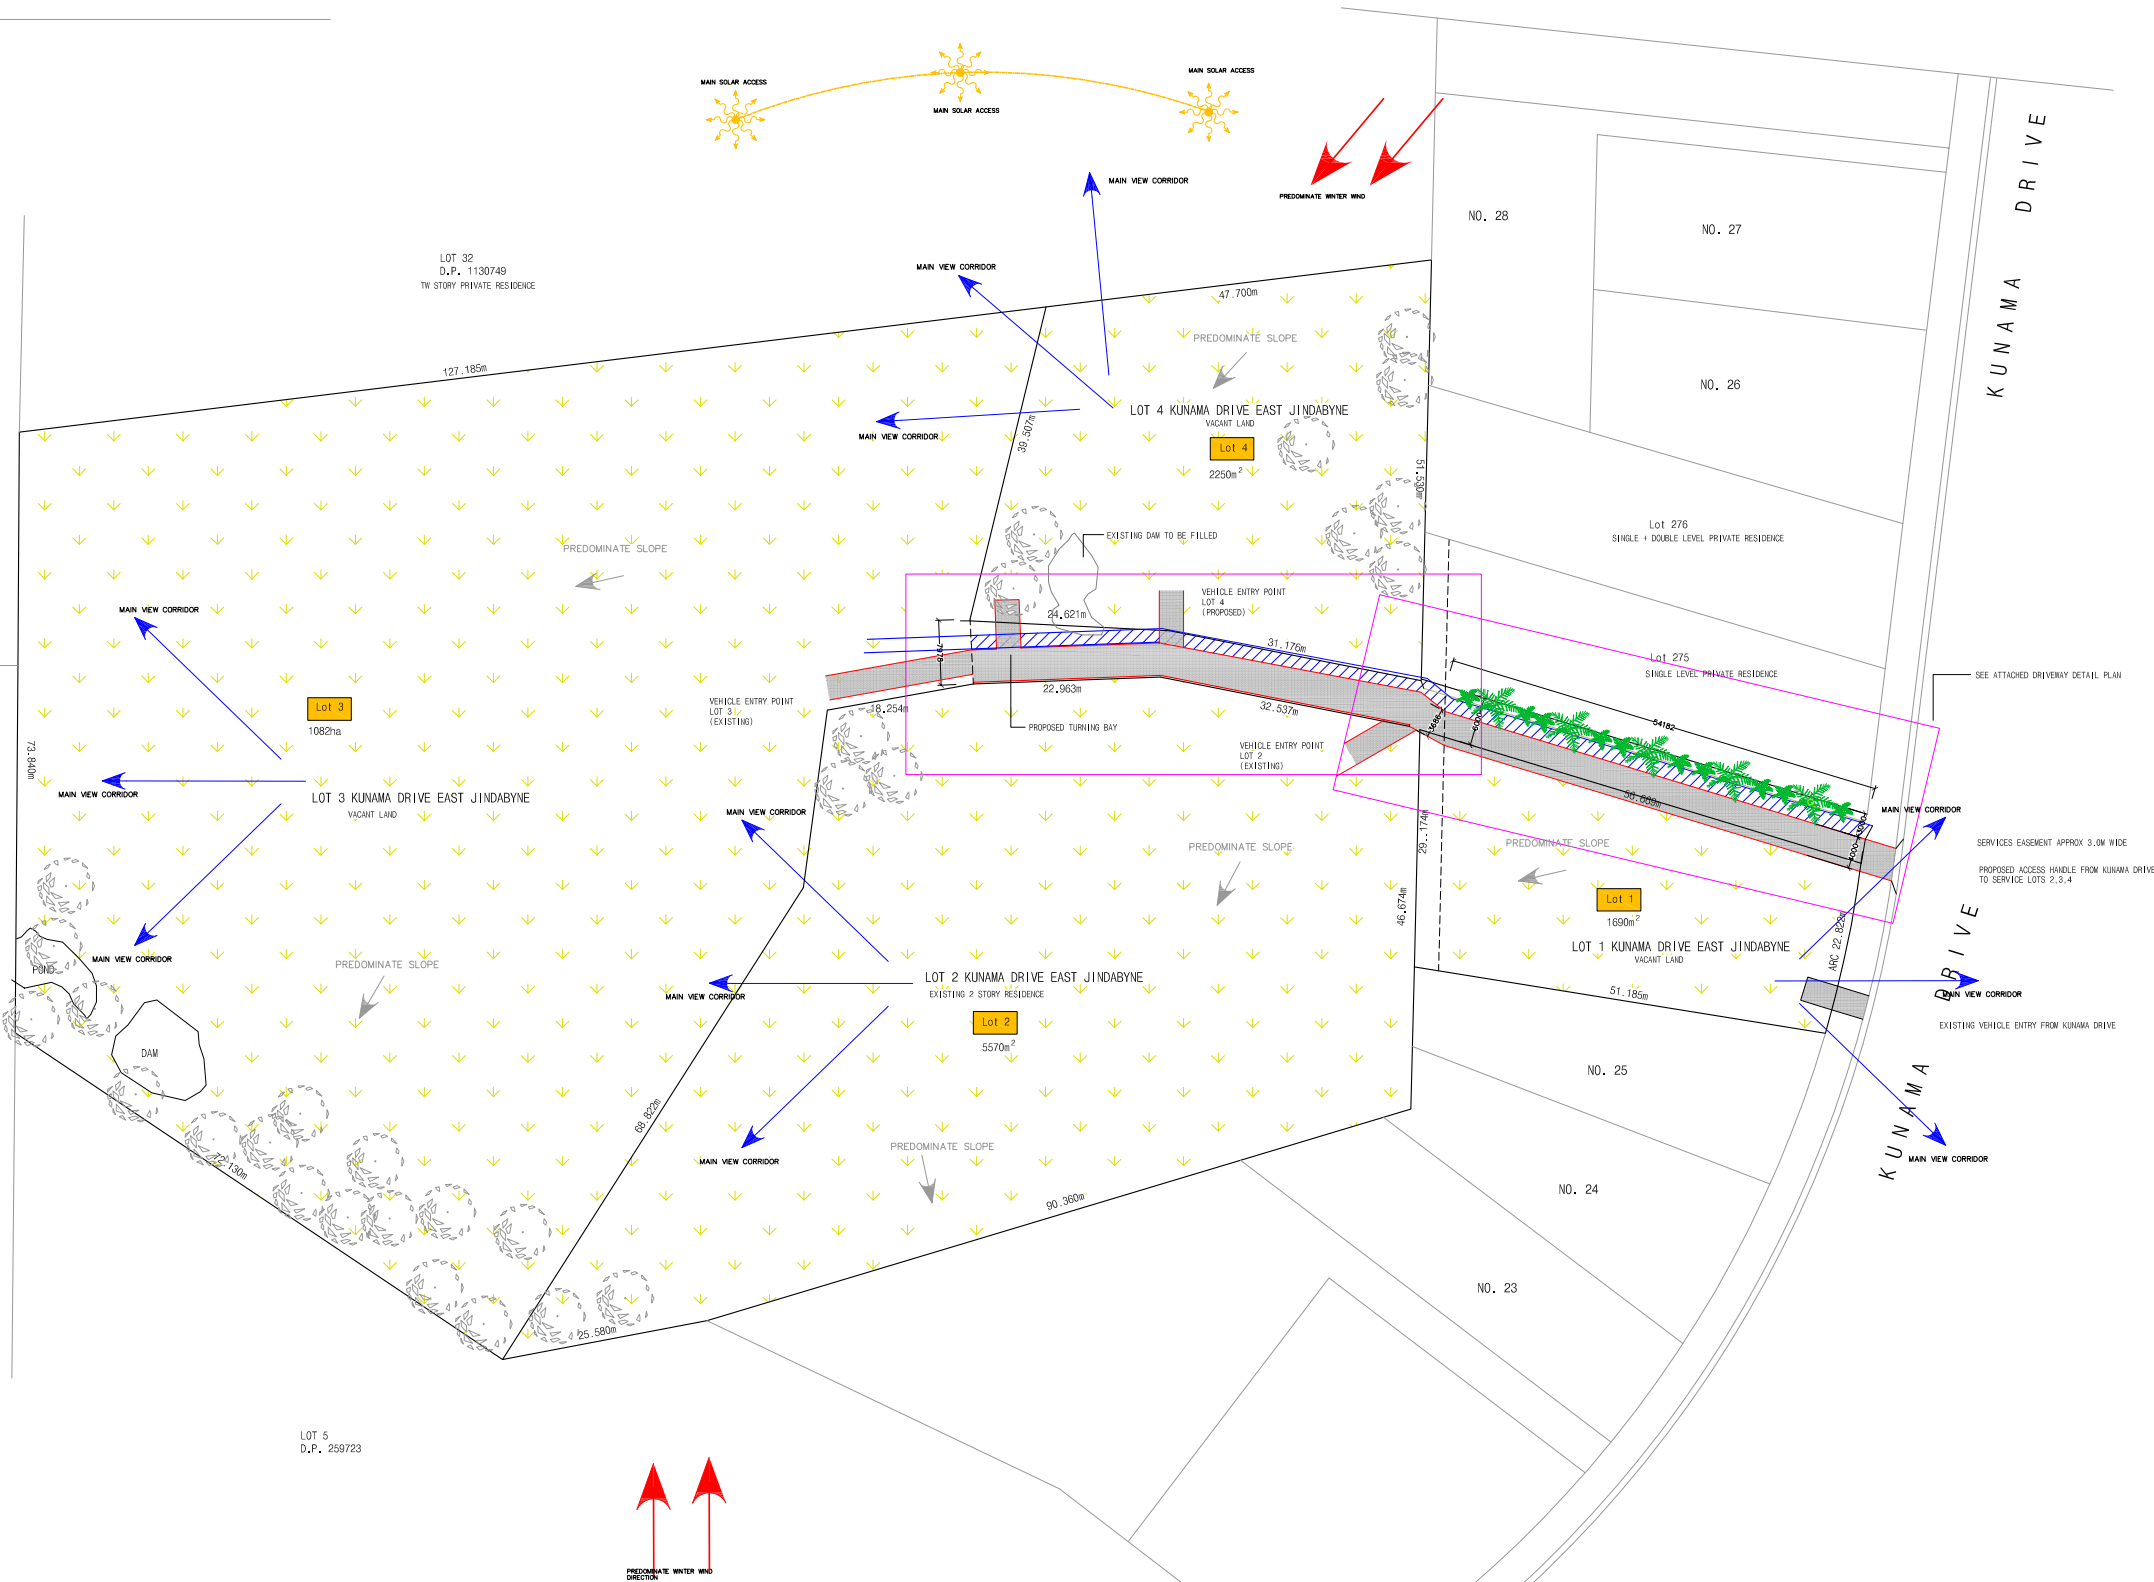 MAIN SOLAR ACCESS
MAIN SOLAR ACCESS
MAIN SOLAR ACCESS
PREDOMINATE WINTER WIND
MAIN VIEW CORRIDOR
MAIN VIEW CORRIDOR
MAIN VIEW CORRIDOR
KUNAMA DRIVE
NO. 28
NO. 27
NO. 26
LOT 32
D.P. 1130749
TW STORY PRIVATE RESIDENCE
47.700m
127.185m
PREDOMINATE SLOPE
39.507m
LOT 4 KUNAMA DRIVE EAST JINDABYNE
VACANT LAND
Lot 4
2250m²
51.530m
Lot 276
SINGLE + DOUBLE LEVEL PRIVATE RESIDENCE
EXISTING DAM TO BE FILLED
PREDOMINATE SLOPE
VEHICLE ENTRY POINT
LOT 4
(PROPOSED)
24.621m
31.176m
7978
Lot 275
SINGLE LEVEL PRIVATE RESIDENCE
SEE ATTACHED DRIVEWAY DETAIL PLAN
22.963m
18.254m
32.537m
VEHICLE ENTRY POINT
LOT 3
(EXISTING)
PROPOSED TURNING BAY
VEHICLE ENTRY POINT
LOT 2
(EXISTING)
3686
6000
54182
56.689m
4000
MAIN VIEW CORRIDOR
SERVICES EASEMENT APPROX 3.0M WIDE
PROPOSED ACCESS HANDLE FROM KUNAMA DRIVE
TO SERVICE LOTS 2,3,4
MAIN VIEW CORRIDOR
Lot 3
1082ha
73.840m
MAIN VIEW CORRIDOR
LOT 3 KUNAMA DRIVE EAST JINDABYNE
VACANT LAND
MAIN VIEW CORRIDOR
MAIN VIEW CORRIDOR
29.174m
PREDOMINATE SLOPE
PREDOMINATE SLOPE
Lot 1
1690m²
46.674m
ARC 22.822m
LOT 1 KUNAMA DRIVE EAST JINDABYNE
VACANT LAND
51.185m
MAIN VIEW CORRIDOR
EXISTING VEHICLE ENTRY FROM KUNAMA DRIVE
MAIN VIEW CORRIDOR
KUNAMA DRIVE
POND
DAM
PREDOMINATE SLOPE
MAIN VIEW CORRIDOR
LOT 2 KUNAMA DRIVE EAST JINDABYNE
EXISTING 2 STORY RESIDENCE
Lot 2
5570m²
68.822m
MAIN VIEW CORRIDOR
PREDOMINATE SLOPE
72.130m
90.360m
25.580m
NO. 25
NO. 24
NO. 23
LOT 5
D.P. 259723
PREDOMINATE WINTER WIND
DIRECTION